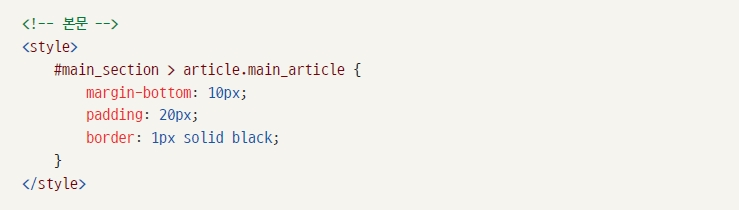 <!-- 본문 -->
<style>
    #main_section > article.main_article {
        margin-bottom: 10px;
        padding: 20px;
        border: 1px solid black;
    }
</style>